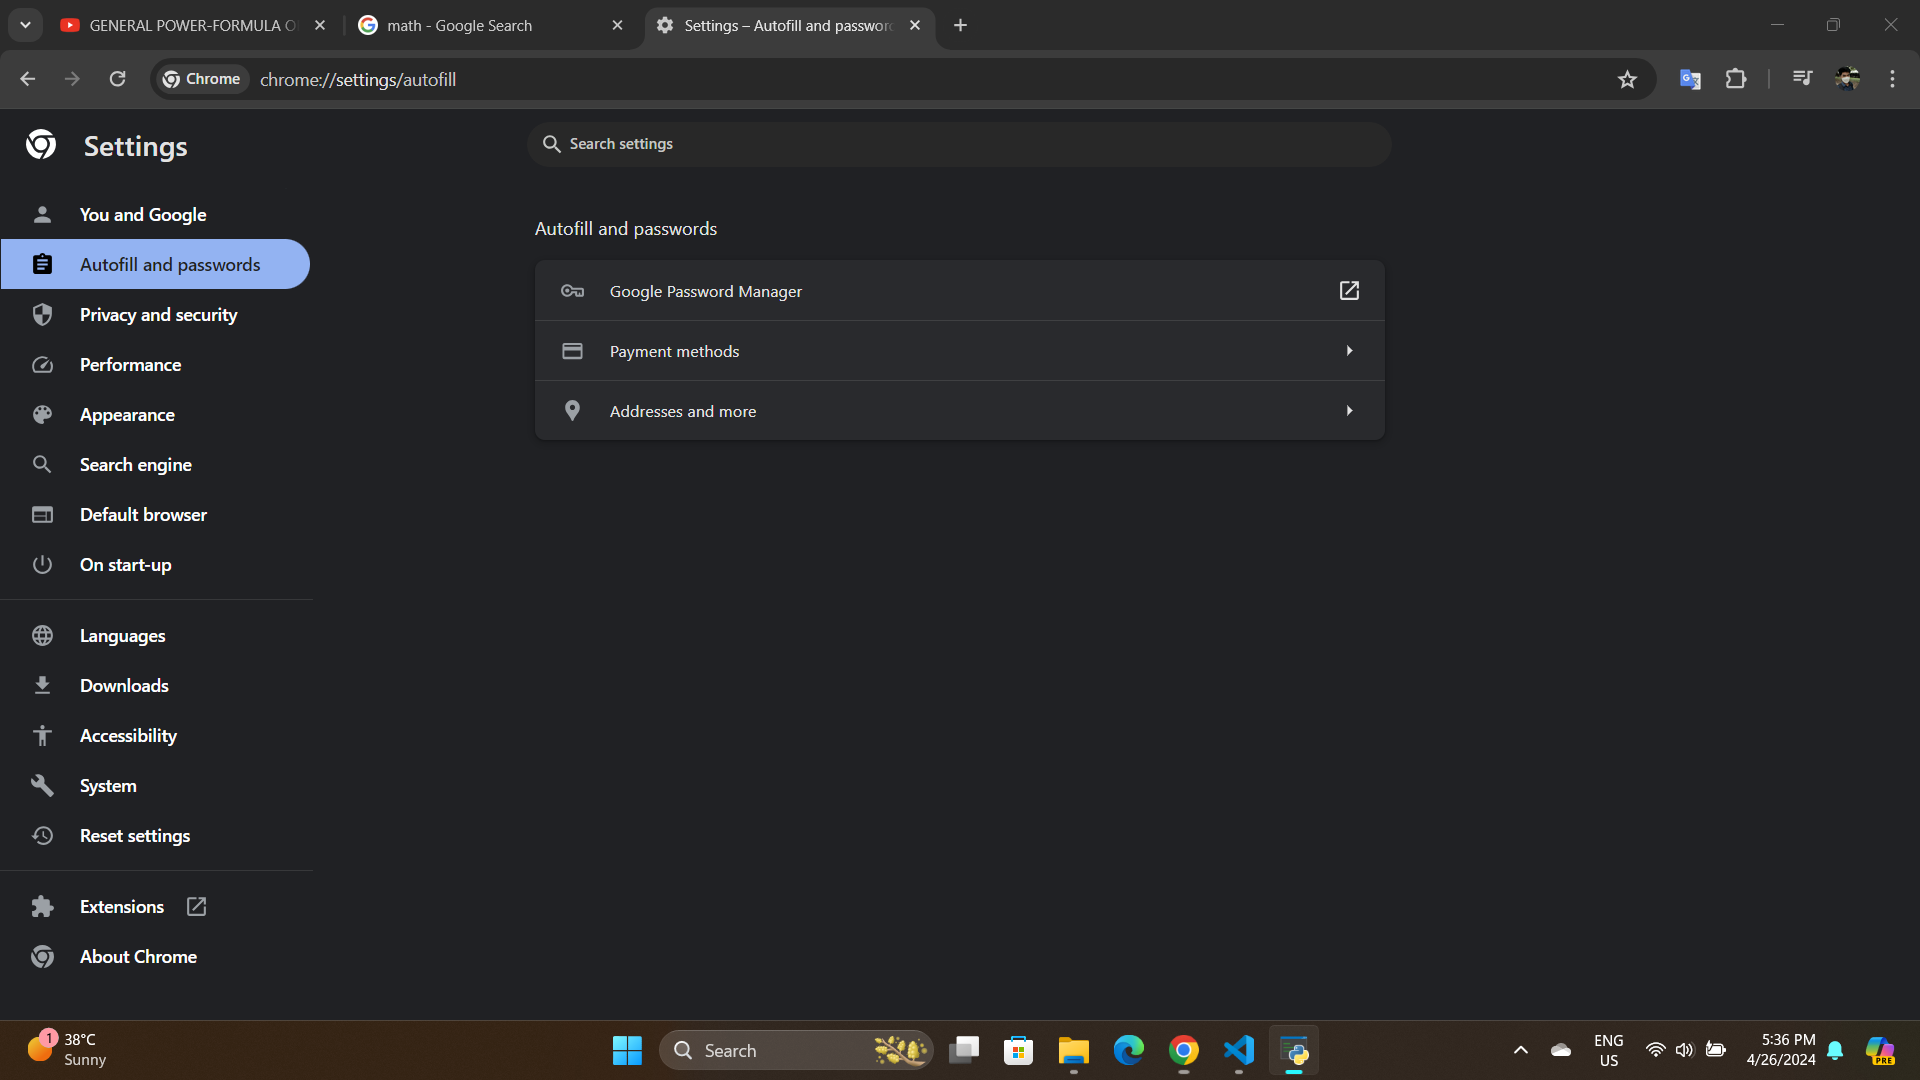 GENERAL POWER-FORMULA O
math - Google Search
Settings – Autofill and passwor
Chrome
chrome://settings/autofill
Settings
Search settings
You and Google
Autofill and passwords
Privacy and security
Performance
Appearance
Search engine
Default browser
On start-up
Languages
Downloads
Accessibility
System
Reset settings
Extensions
About Chrome
Autofill and passwords
Google Password Manager
Payment methods
Addresses and more
1
38°C
Sunny
Search
ENG
US
5:36 PM
4/26/2024
PRE